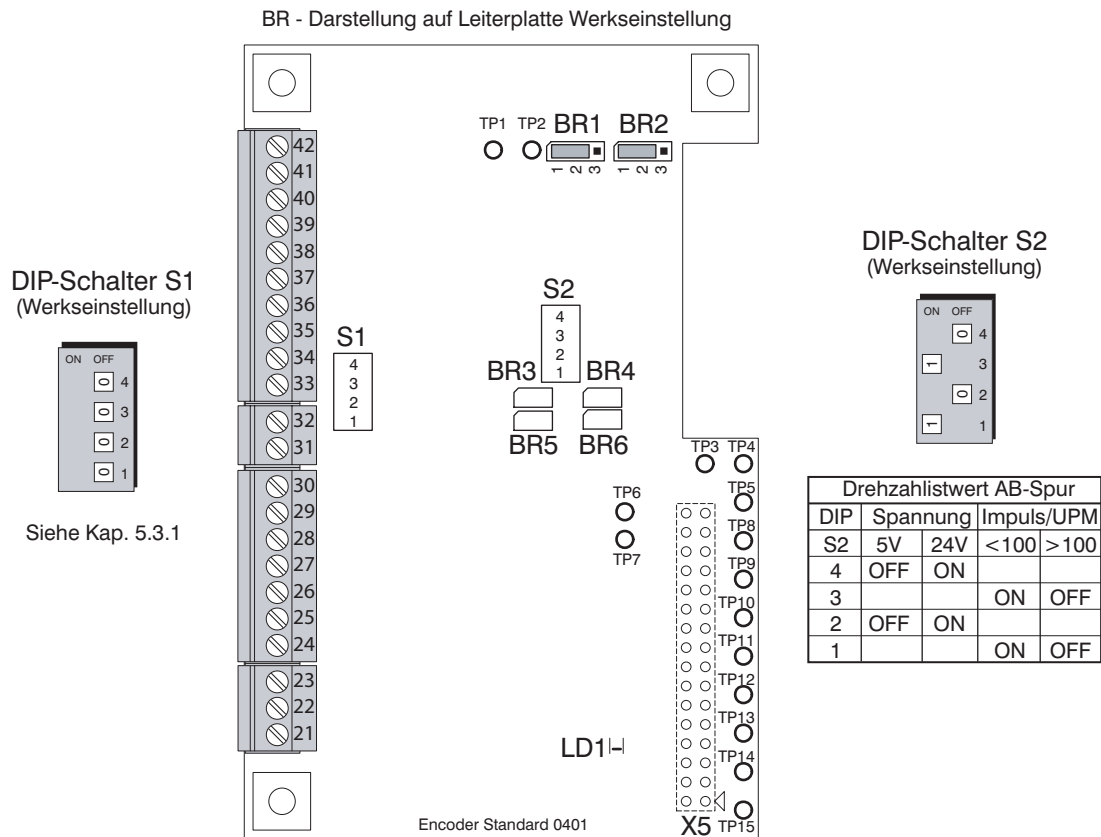 BR - Darstellung auf Leiterplatte Werkseinstellung
TP1 TP2 BR1 BR2
1 2 3 1 2 3
42
41
40
39
38
37
36
35
34
33
32
31
30
29
28
27
26
25
24
23
22
21
DIP-Schalter S1
(Werkseinstellung)
ON OFF
0 4
0 3
0 2
0 1
Siehe Kap. 5.3.1
S1
4
3
2
1
S2
4
3
2
1
BR3 BR4
BR5 BR6
TP3 TP4
TP5
TP6
TP7
TP8
TP9
TP10
TP11
TP12
TP13
TP14
TP15
LD1
X5
Encoder Standard 0401
DIP-Schalter S2
(Werkseinstellung)
ON OFF
0 4
1 3
0 2
1 1
Drehzahlistwert AB-Spur
DIP Spannung Impuls/UPM
S2 5V 24V <100 >100
4 OFF ON
3 ON OFF
2 OFF ON
1 ON OFF